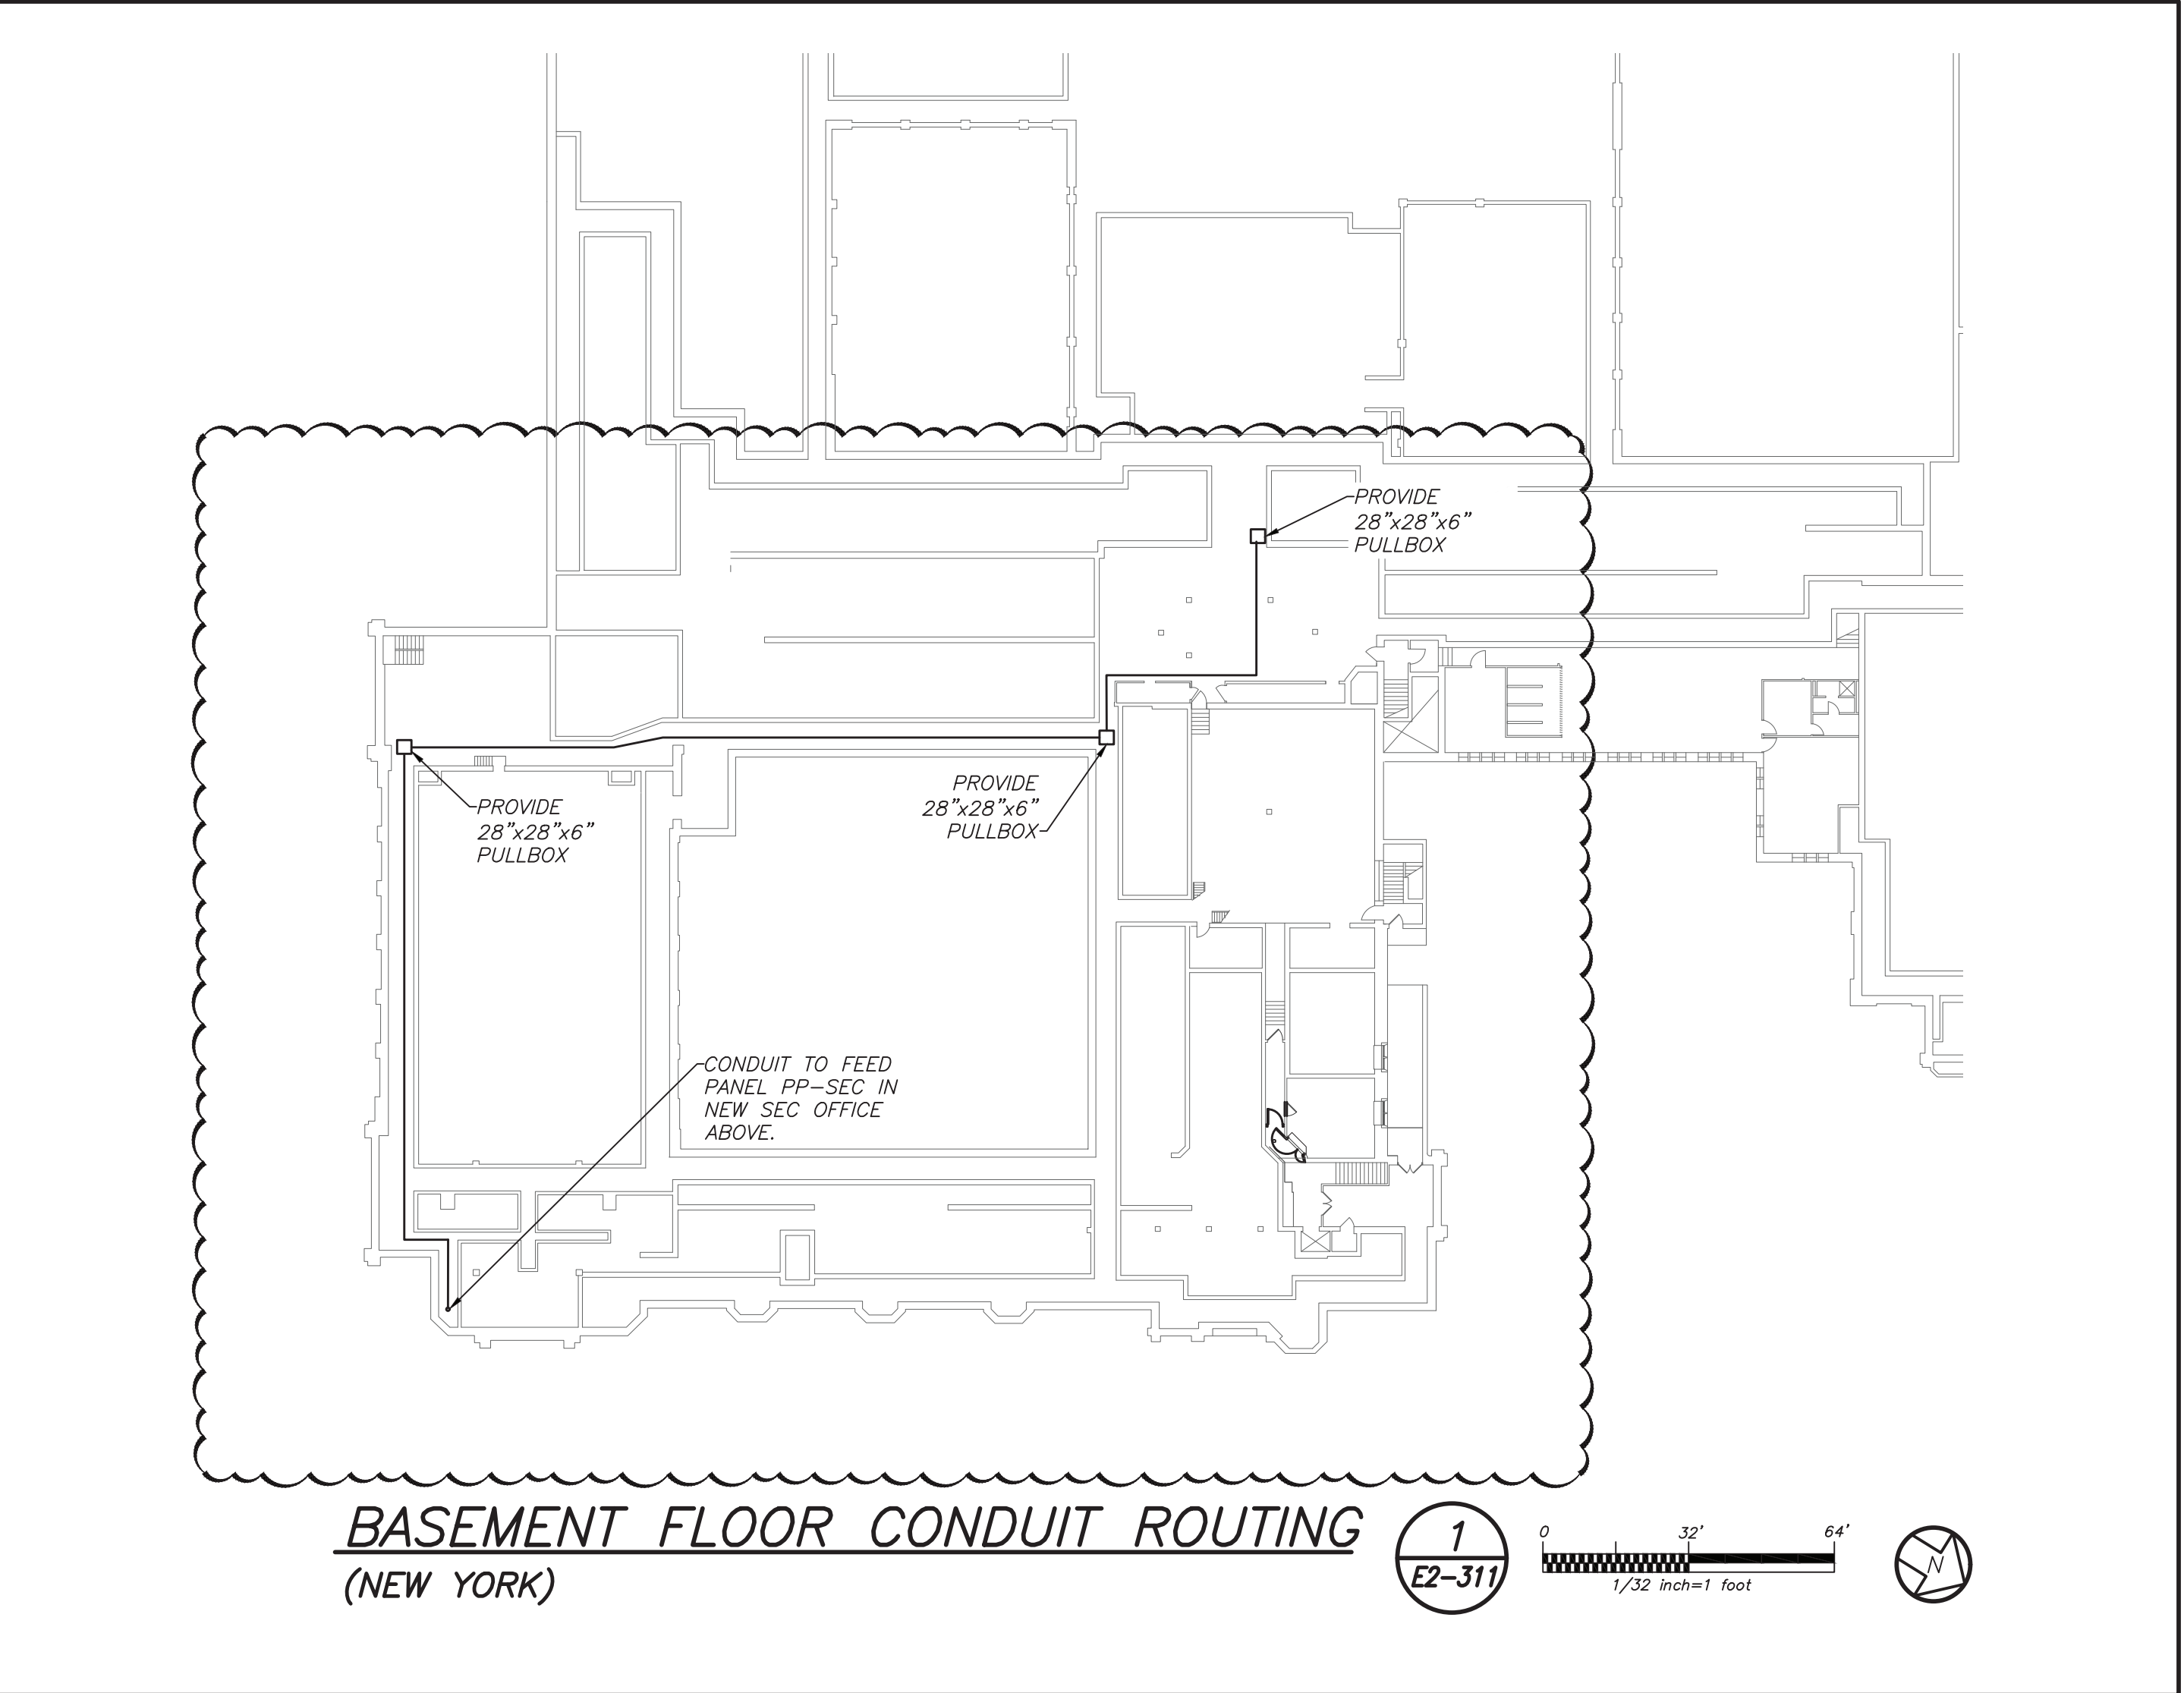 PROVIDE
28"x28"x6"
PULLBOX
PROVIDE
28"x28"x6"
PULLBOX
PROVIDE
28"x28"x6"
PULLBOX
CONDUIT TO FEED
PANEL PP-SEC IN
NEW SEC OFFICE
ABOVE.
BASEMENT FLOOR CONDUIT ROUTING
(NEW YORK)
1
E2-311
0 32' 64'
1/32 inch=1 foot
N